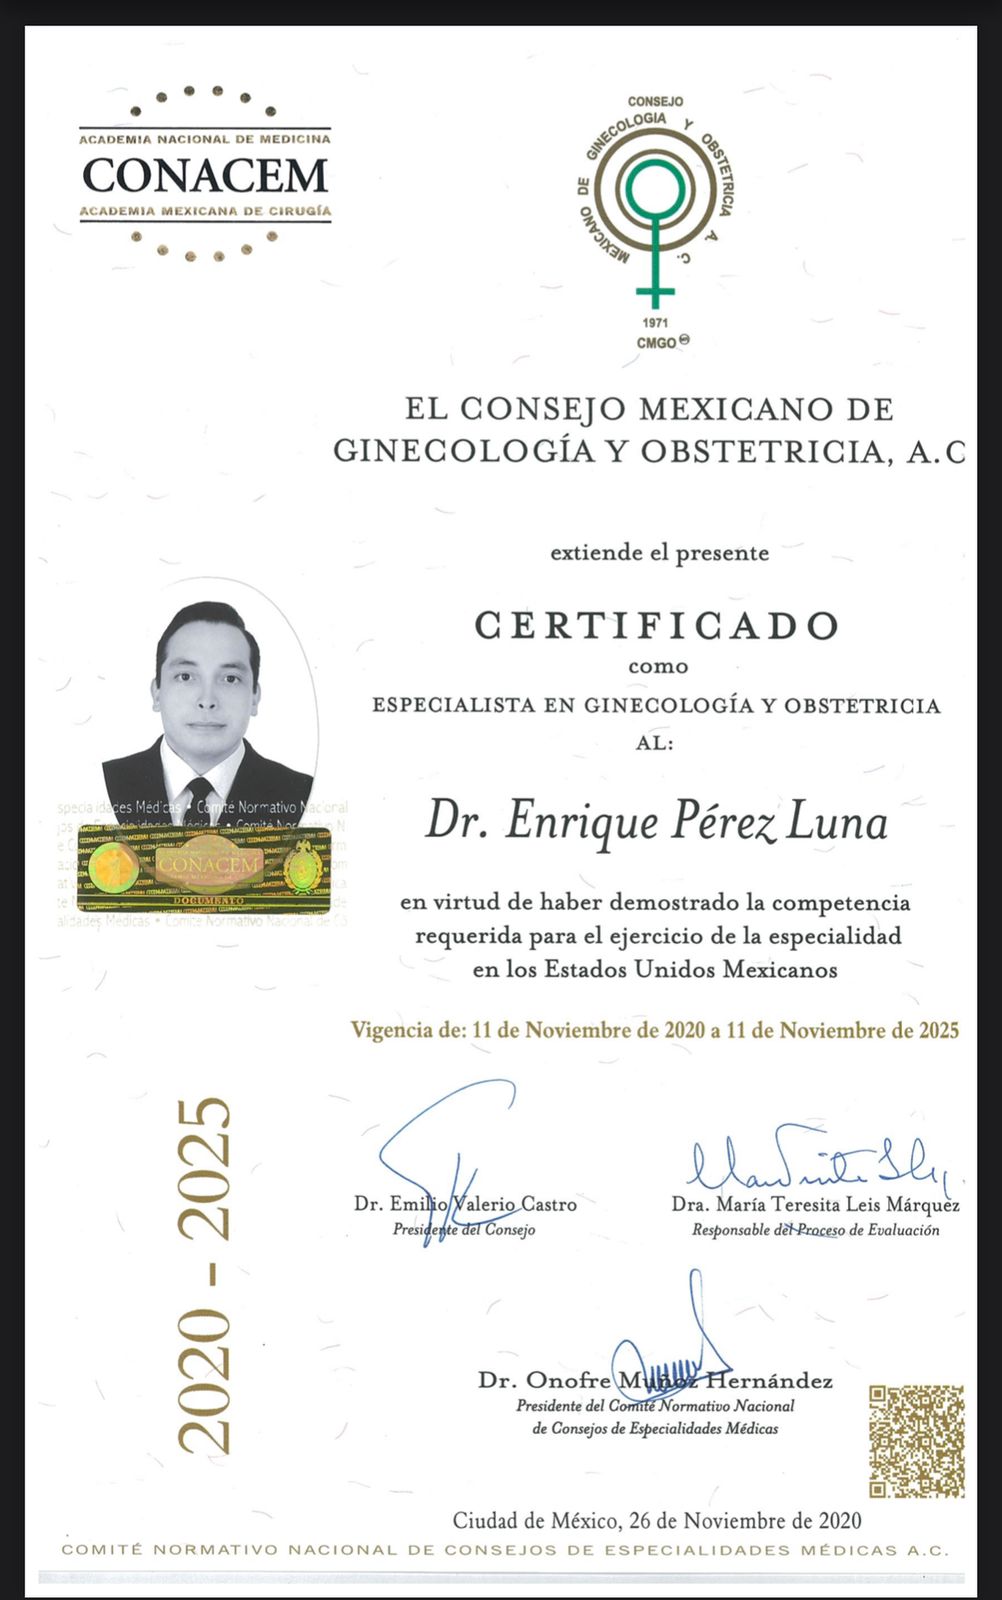 ACADEMIA NACIONAL DE MEDICINA
CONACEM
ACADEMIA MEXICANA DE CIRUGÍA
CONSEJO MEXICANO DE GINECOLOGIA Y OBSTETRICIA A. C.
1971
CMGO
EL CONSEJO MEXICANO DE
GINECOLOGÍA Y OBSTETRICIA, A.C
extiende el presente
CERTIFICADO
como
ESPECIALISTA EN GINECOLOGÍA Y OBSTETRICIA
AL:
Dr. Enrique Pérez Luna
en virtud de haber demostrado la competencia
requerida para el ejercicio de la especialidad
en los Estados Unidos Mexicanos
Vigencia de: 11 de Noviembre de 2020 a 11 de Noviembre de 2025
Médicas • Comité Normativo Nacional
CONACEM
DOCUMENTO
alidades Médicas • Comité Normativo Nacional de Co
2020 - 2025
Dr. Emilio Valerio Castro
Presidente del Consejo
Dra. María Teresita Leis Márquez
Responsable del Proceso de Evaluación
Dr. Onofre Muñoz Hernández
Presidente del Comité Normativo Nacional
de Consejos de Especialidades Médicas
Ciudad de México, 26 de Noviembre de 2020
COMITÉ NORMATIVO NACIONAL DE CONSEJOS DE ESPECIALIDADES MÉDICAS A.C.